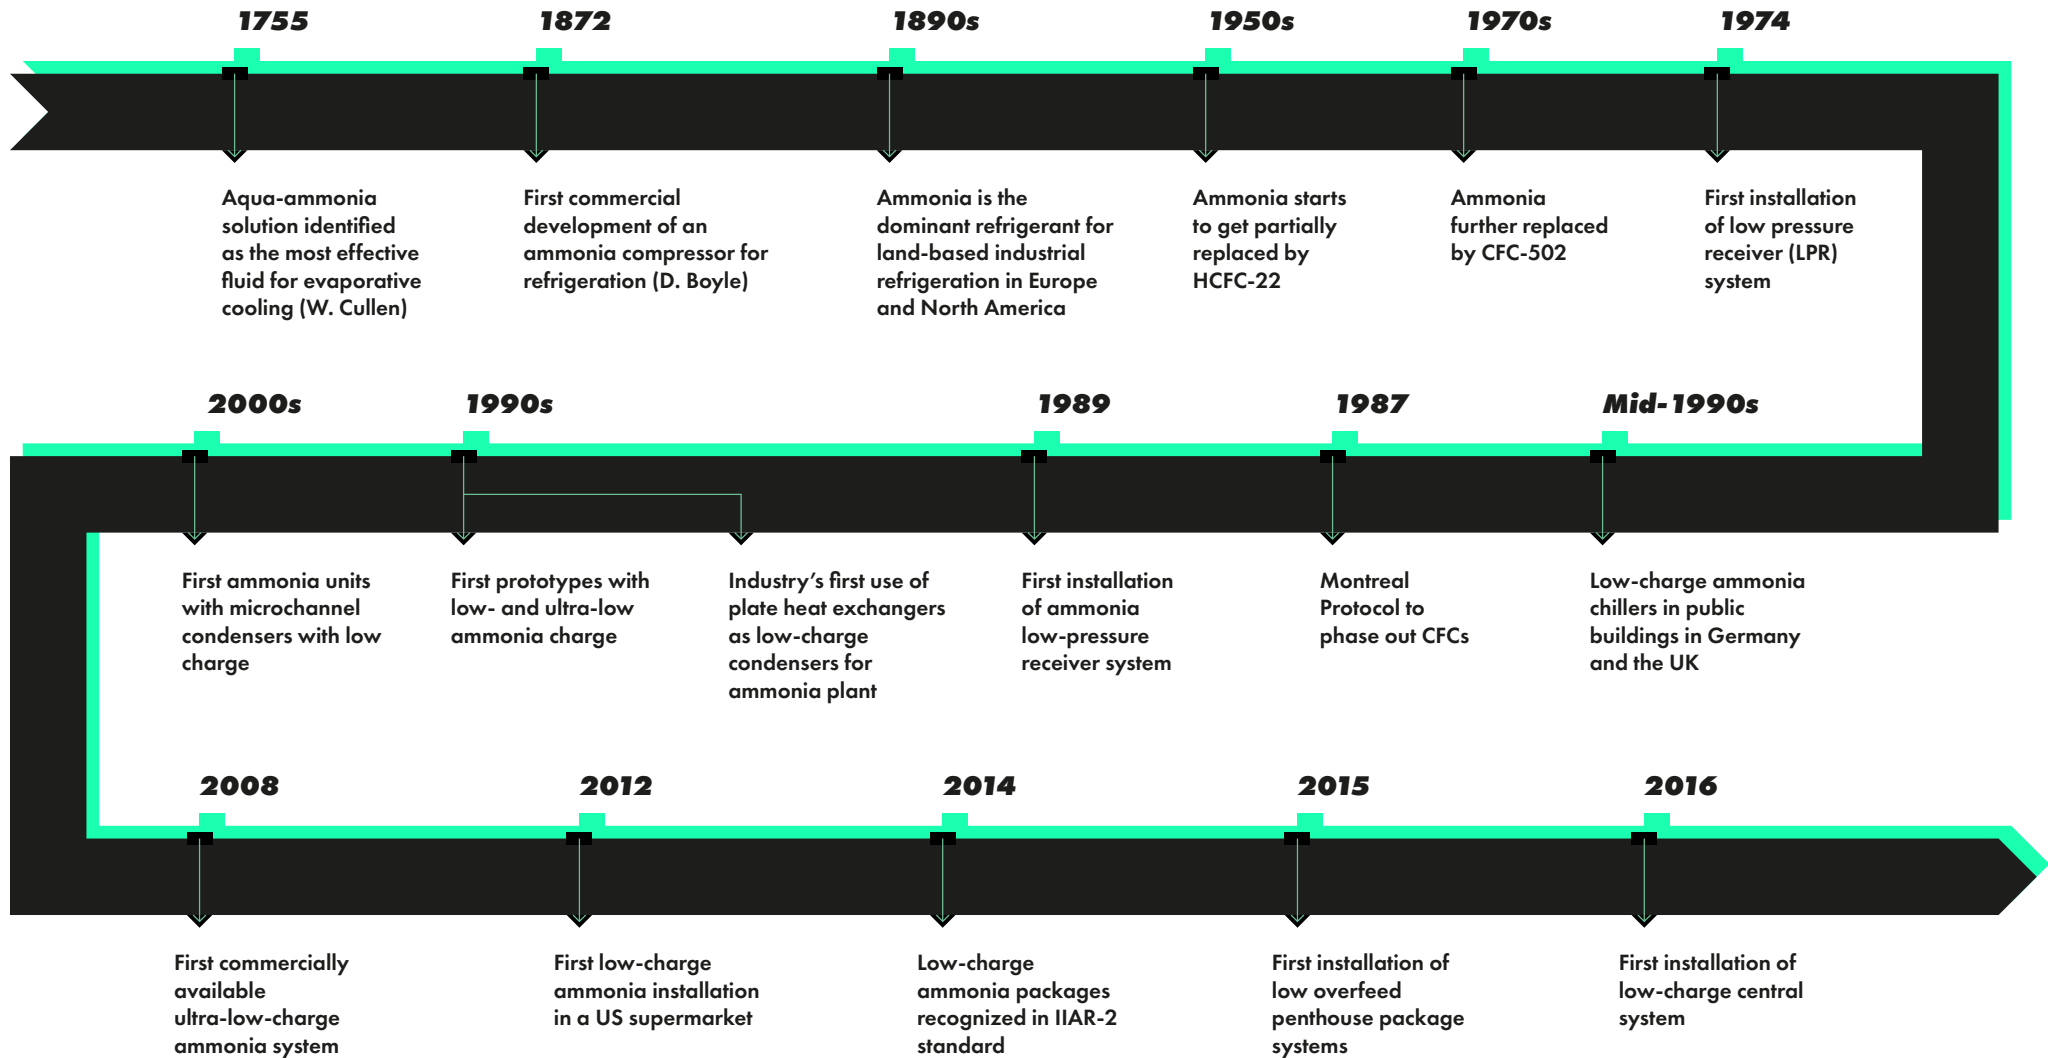 1755
Aqua-ammonia
solution identified
as the most effective
fluid for evaporative
cooling (W. Cullen)
1872
First commercial
development of an
ammonia compressor for
refrigeration (D. Boyle)
1890s
Ammonia is the
dominant refrigerant for
land-based industrial
refrigeration in Europe
and North America
1950s
Ammonia starts
to get partially
replaced by
HCFC-22
1970s
Ammonia
further replaced
by CFC-502
1974
First installation
of low pressure
receiver (LPR)
system
2000s
First ammonia units
with microchannel
condensers with low
charge
1990s
First prototypes with
low- and ultra-low
ammonia charge
Industry’s first use of
plate heat exchangers
as low-charge
condensers for
ammonia plant
1989
First installation
of ammonia
low-pressure
receiver system
1987
Montreal
Protocol to
phase out CFCs
Mid-1990s
Low-charge ammonia
chillers in public
buildings in Germany
and the UK
2008
First commercially
available
ultra-low-charge
ammonia system
2012
First low-charge
ammonia installation
in a US supermarket
2014
Low-charge
ammonia packages
recognized in IIAR-2
standard
2015
First installation of
low overfeed
penthouse package
systems
2016
First installation of
low-charge central
system